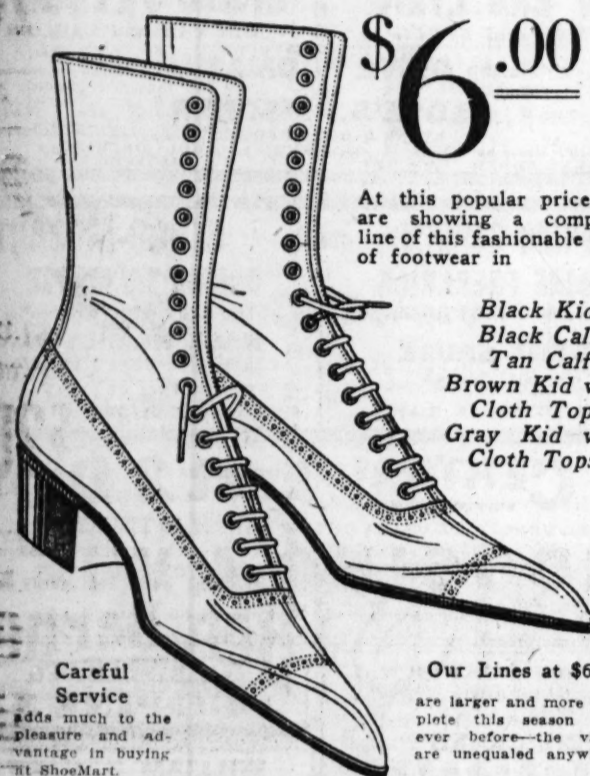 $6.00
At this popular price
are showing a comp
line of this fashionable
of footwear in
Black Kid
Black Cal
Tan Calf
Brown Kid v
Cloth Top
Gray Kid v
Cloth Tops
Careful
Service
adds much to the
pleasure and ad-
vantage in buying
at ShoeMart.
Our Lines at $6
are larger and more
plete this season
ever before—the v
are unequaled anyw